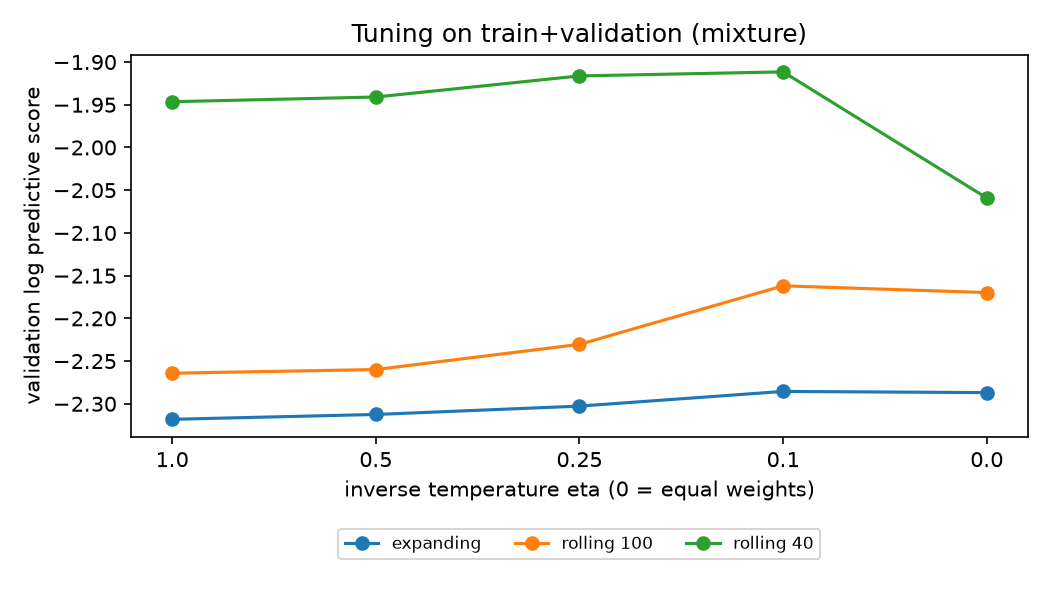 Tuning on train+validation (mixture)
validation log predictive score
−1.90
−1.95
−2.00
−2.05
−2.10
−2.15
−2.20
−2.25
−2.30
1.0 0.5 0.25 0.1 0.0
inverse temperature eta (0 = equal weights)
expanding rolling 100 rolling 40